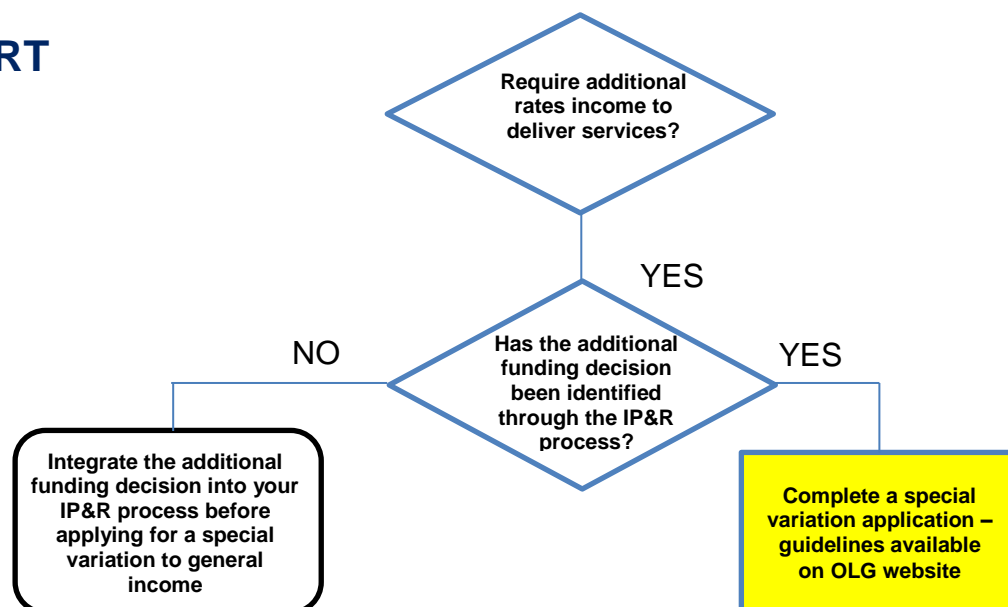 RT
Require additional
rates income to
deliver services?
YES
Has the additional
funding decision
been identified
through the IP&R
process?
NO
YES
Integrate the additional
funding decision into your
IP&R process before
applying for a special
variation to general
income
Complete a special
variation application –
guidelines available
on OLG website